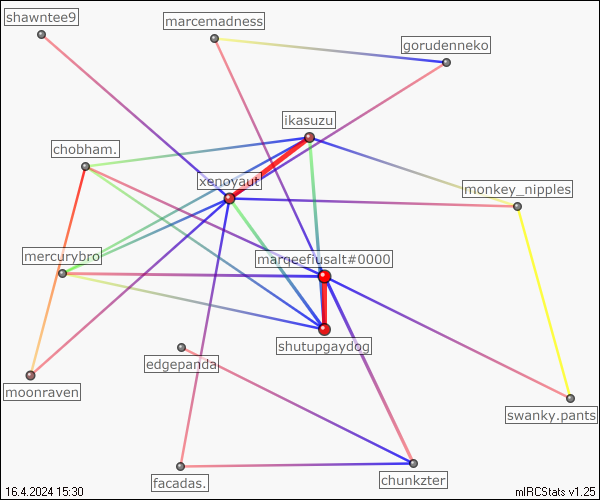 shawntee9
marcemadness
gorudenneko
ikasuzu
chobham.
xenoyaut
monkey_nipples
mercurybro
marqeefiusalt#0000
shutupgaydog
edgepanda
moonraven
swanky.pants
facadas.
chunkzter
16.4.2024 15:30
mIRCStats v1.25